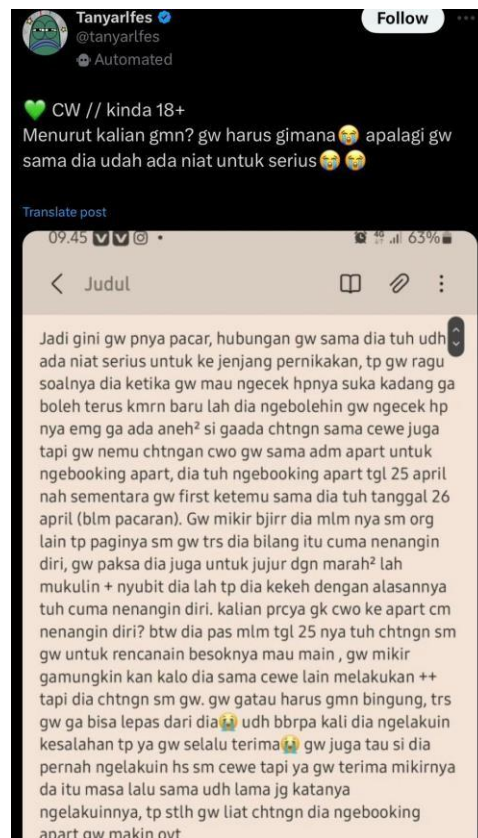 Tanyarlfes
Follow
@tanyarlfes
Automated
💚 CW // kinda 18+
Menurut kalian gmn? gw harus gimana😭 apalagi gw
sama dia udah ada niat untuk serius😭😭
Translate post
09.45
4G
63%
Judul
Jadi gini gw pnya pacar, hubungan gw sama dia tuh udh
ada niat serius untuk ke jenjang pernikakan, tp gw ragu
soalnya dia ketika gw mau ngecek hpnya suka kadang ga
boleh terus kmrn baru lah dia ngebolehin gw ngecek hp
nya emg ga ada aneh² si gaada chtngn sama cewe juga
tapi gw nemu chtngan cwo gw sama adm apart untuk
ngebooking apart, dia tuh ngebooking apart tgl 25 april
nah sementara gw first ketemu sama dia tuh tanggal 26
april (blm pacaran). Gw mikir bjirr dia mlm nya sm org
lain tp paginya sm gw trs dia bilang itu cuma nenangin
diri, gw paksa dia juga untuk jujur dgn marah² lah
mukulin + nyubit dia lah tp dia kekeh dengan alasannya
tuh cuma nenangin diri. kalian prcya gk cwo ke apart cm
nenangin diri? btw dia pas mlm tgl 25 nya tuh chtngn sm
gw untuk rencanain besoknya mau main , gw mikir
gamungkin kan kalo dia sama cewe lain melakukan ++
tapi dia chtngn sm gw. gw gatau harus gmn bingung, trs
gw ga bisa lepas dari dia😭 udh bbrpa kali dia ngelakuin
kesalahan tp ya gw selalu terima😭 gw juga tau si dia
pernah ngelakuin hs sm cewe tapi ya gw terima mikirnya
da itu masa lalu sama udh lama jg katanya
ngelakuinnya, tp stlh gw liat chtngn dia ngebooking
apart gw makin ovt